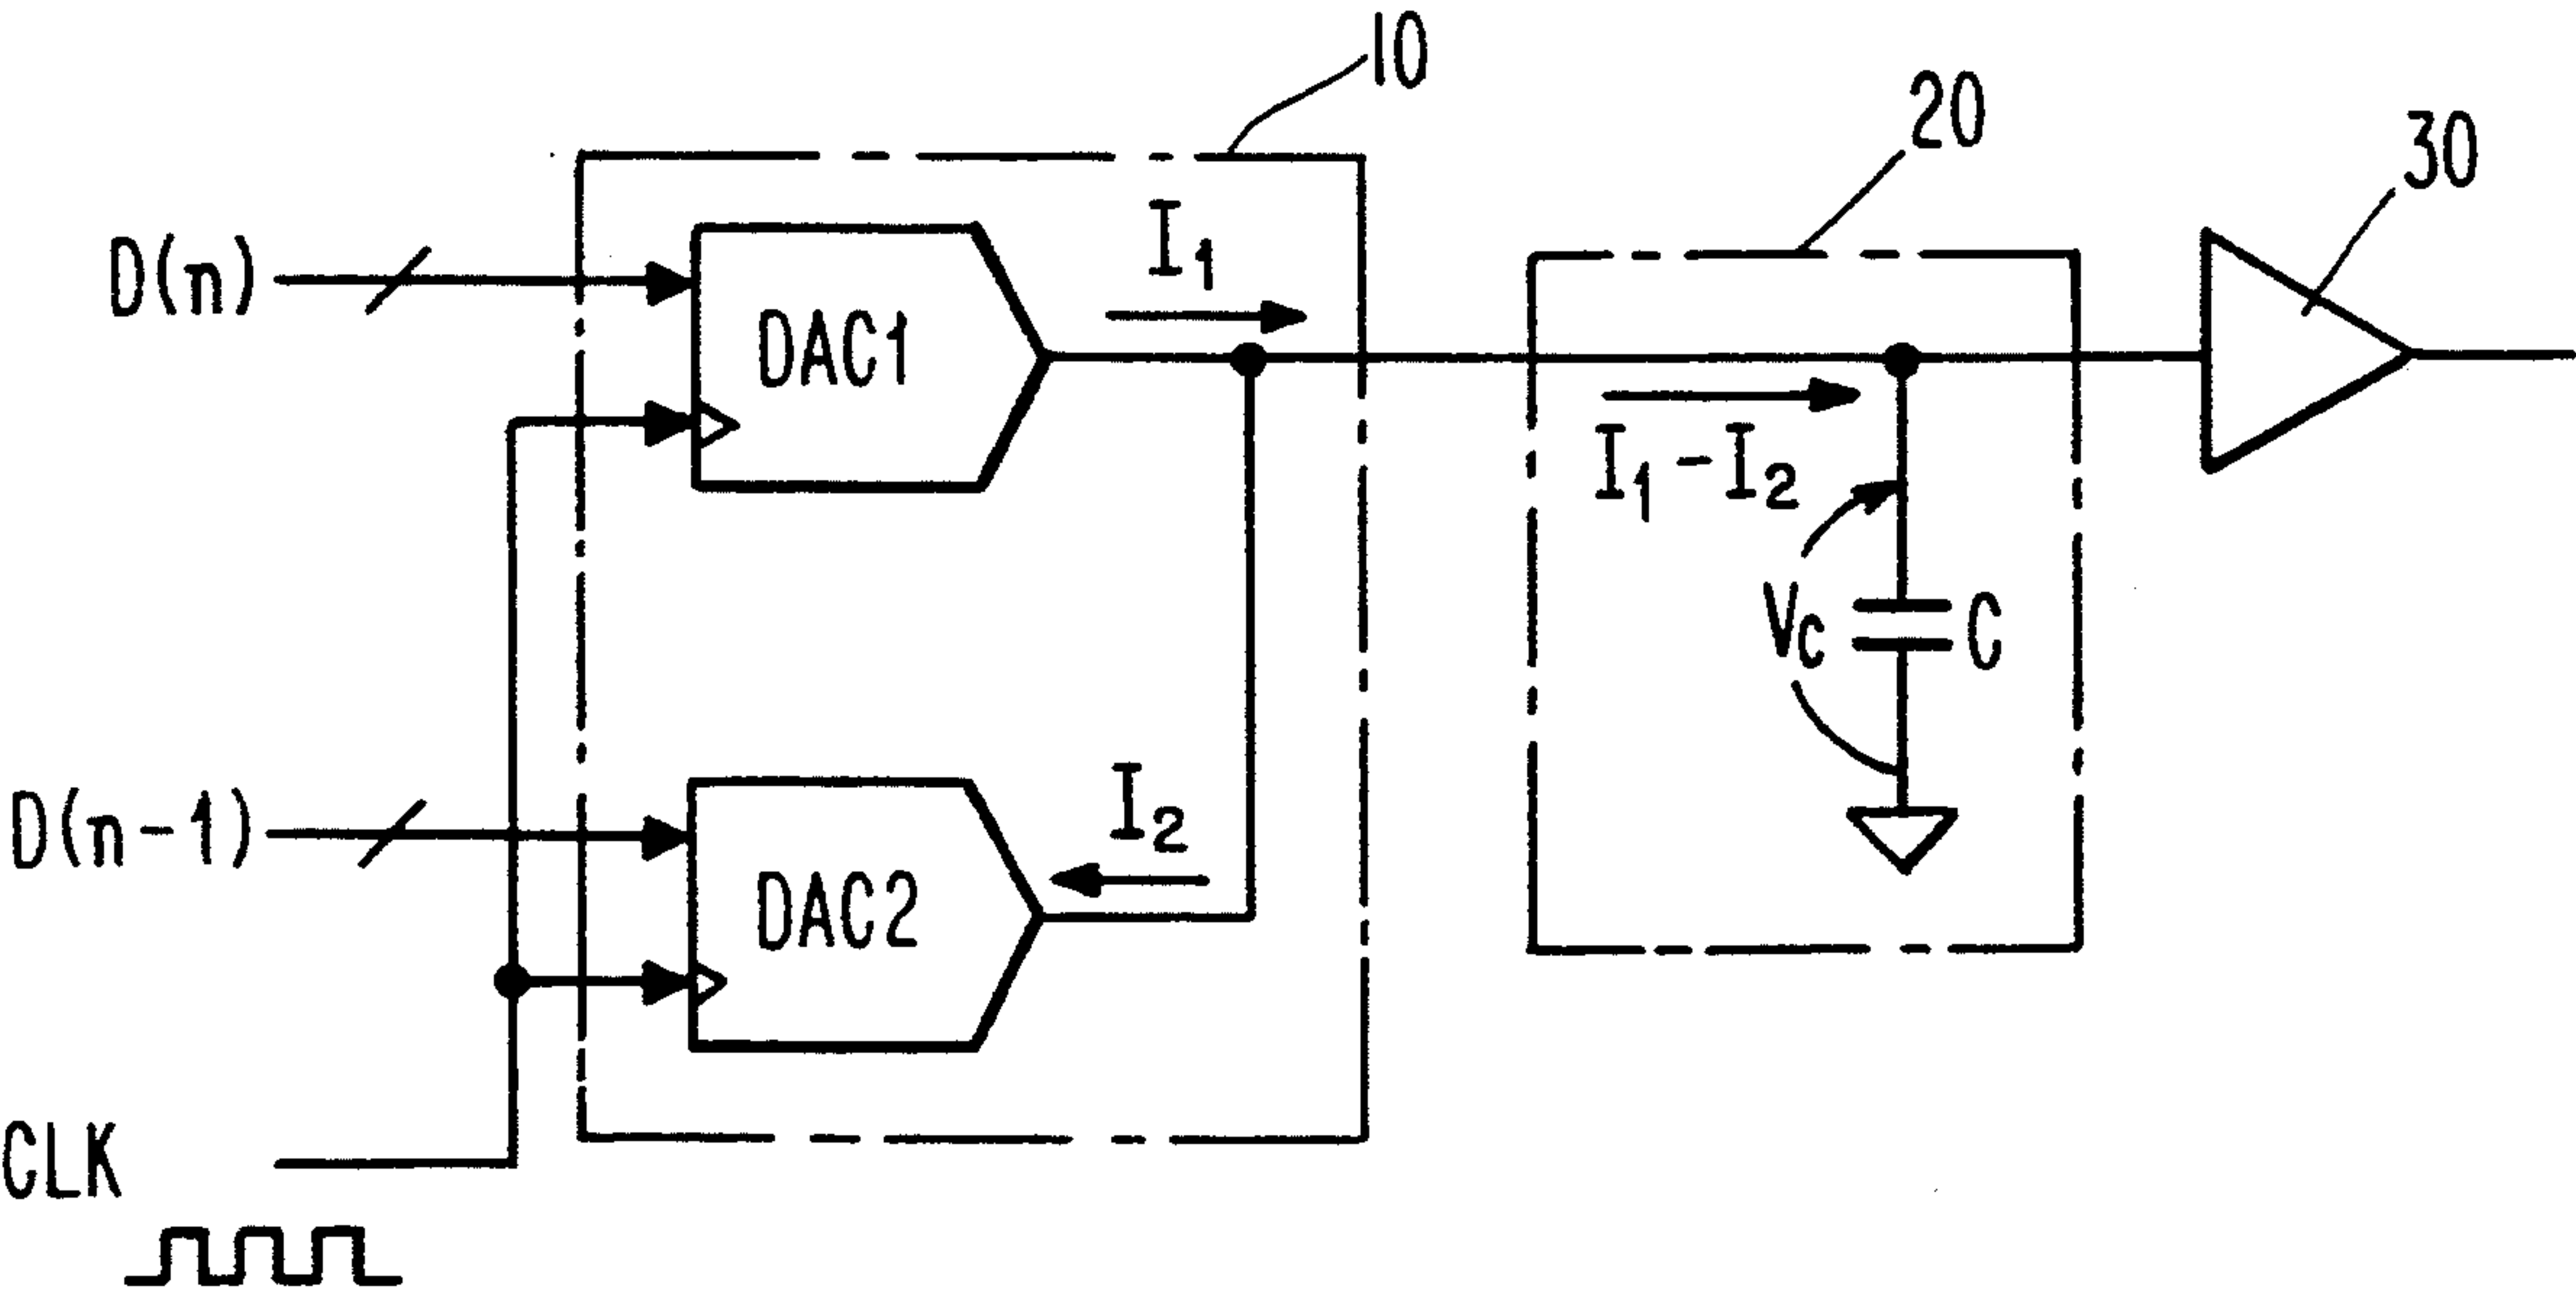 10
20
30
D(n)
DAC1
I1
I1-I2
VC
C
D(n-1)
DAC2
I2
CLK